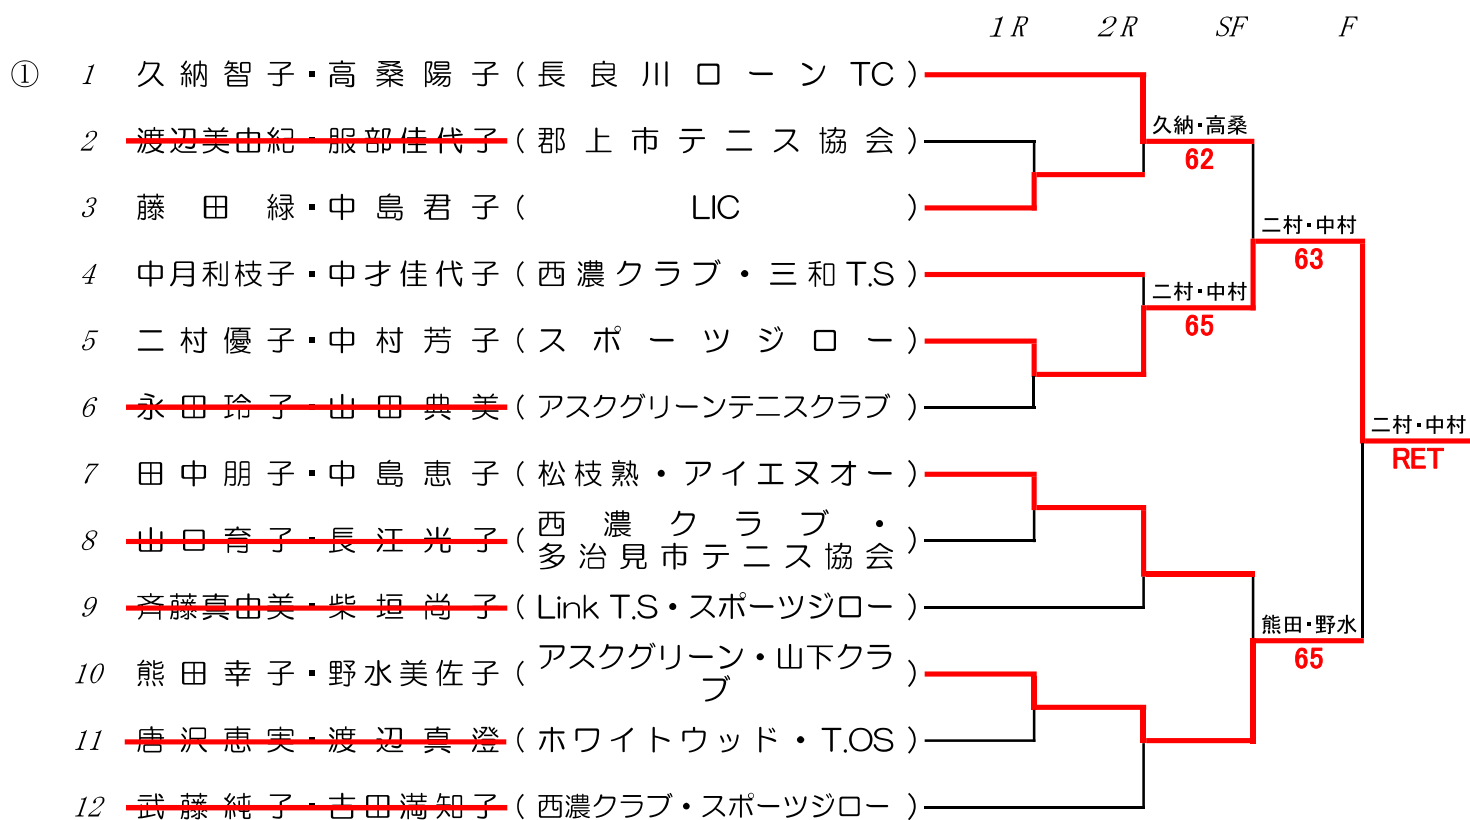 1R 2R SF F
① 1 久納智子・高桑陽子(長良川ローンTC)
久納・高桑
2 渡辺美由紀・服部佳代子(郡上市テニス協会)
62
3 藤田緑・中島君子(LIC)
二村・中村
4 中月利枝子・中才佳代子(西濃クラブ・三和T.S)
63
二村・中村
65
5 二村優子・中村芳子(スポーツジロー)
6 永田玲子・山田典美(アスクグリーンテニスクラブ)
二村・中村
RET
7 田中朋子・中島恵子(松枝熟・アイエヌオー)
8 山口育子・長江光子(西濃クラブ・
多治見市テニス協会)
9 斉藤真由美・柴垣尚子(Link T.S・スポーツジロー)
熊田・野水
65
10 熊田幸子・野水美佐子(アスクグリーン・山下クラ
ブ)
11 唐沢恵実・渡辺真澄(ホワイトウッド・T.OS)
12 武藤純子・吉田満知子(西濃クラブ・スポーツジロー)